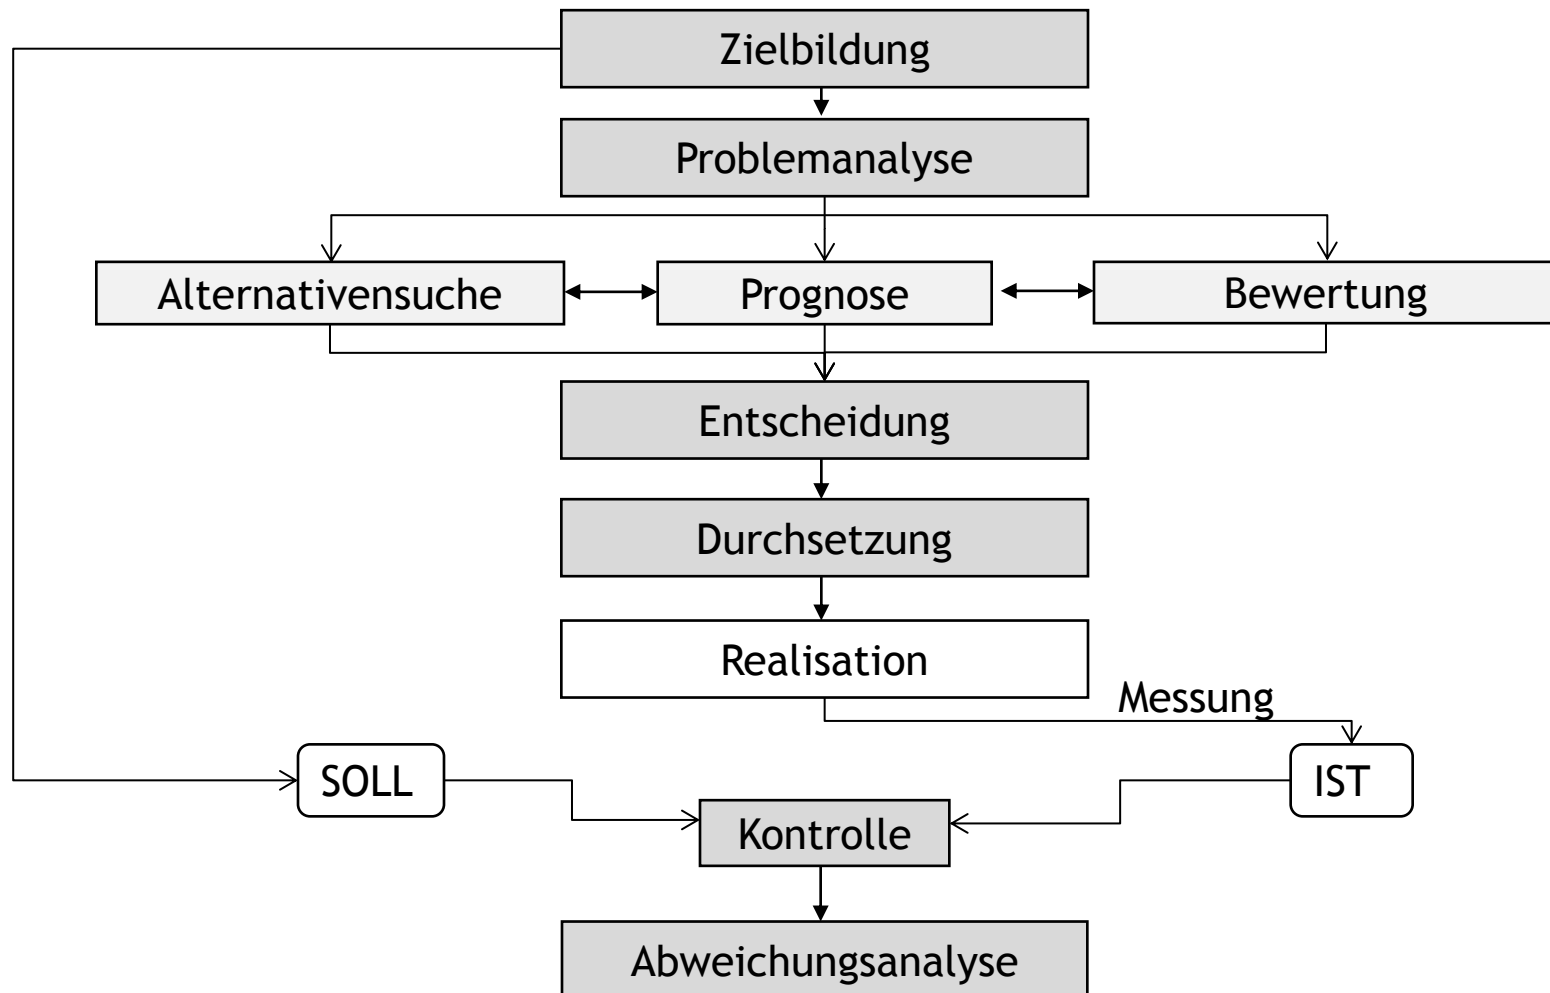 Zielbildung
Problemanalyse
Alternativensuche
Prognose
Bewertung
Entscheidung
Durchsetzung
Realisation
Messung
SOLL
IST
Kontrolle
Abweichungsanalyse